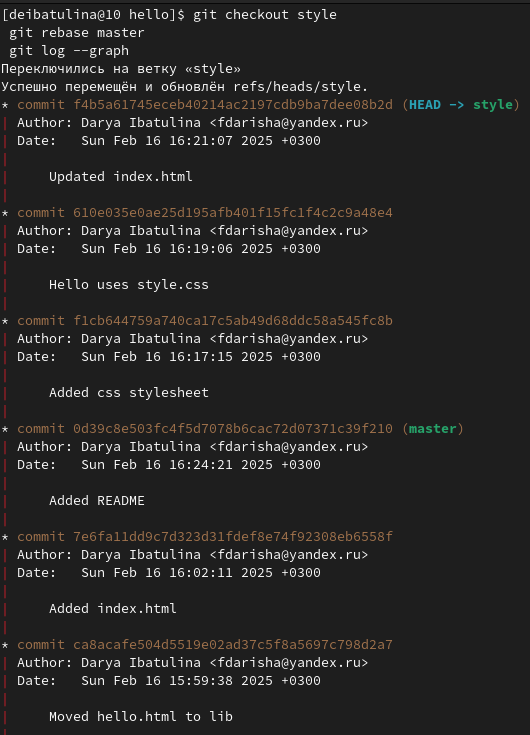 [deibatulina@10 hello]$ git checkout style
git rebase master
git log --graph
Переключились на ветку «style»
Успешно перемещён и обновлён refs/heads/style.
* commit f4b5a61745eceb40214ac2197cdb9ba7dee08b2d (HEAD -> style)
| Author: Darya Ibatulina <fdarisha@yandex.ru>
| Date:   Sun Feb 16 16:21:07 2025 +0300
|
|     Updated index.html
|
* commit 610e035e0ae25d195afb401f15fc1f4c2c9a48e4
| Author: Darya Ibatulina <fdarisha@yandex.ru>
| Date:   Sun Feb 16 16:19:06 2025 +0300
|
|     Hello uses style.css
|
* commit f1cb644759a740ca17c5ab49d68ddc58a545fc8b
| Author: Darya Ibatulina <fdarisha@yandex.ru>
| Date:   Sun Feb 16 16:17:15 2025 +0300
|
|     Added css stylesheet
|
* commit 0d39c8e503fc4f5d7078b6cac72d07371c39f210 (master)
| Author: Darya Ibatulina <fdarisha@yandex.ru>
| Date:   Sun Feb 16 16:24:21 2025 +0300
|
|     Added README
|
* commit 7e6fa11dd9c7d323d31fdef8e74f92308eb6558f
| Author: Darya Ibatulina <fdarisha@yandex.ru>
| Date:   Sun Feb 16 16:02:11 2025 +0300
|
|     Added index.html
|
* commit ca8acafe504d5519e02ad37c5f8a5697c798d2a7
| Author: Darya Ibatulina <fdarisha@yandex.ru>
| Date:   Sun Feb 16 15:59:38 2025 +0300
|
|     Moved hello.html to lib
|